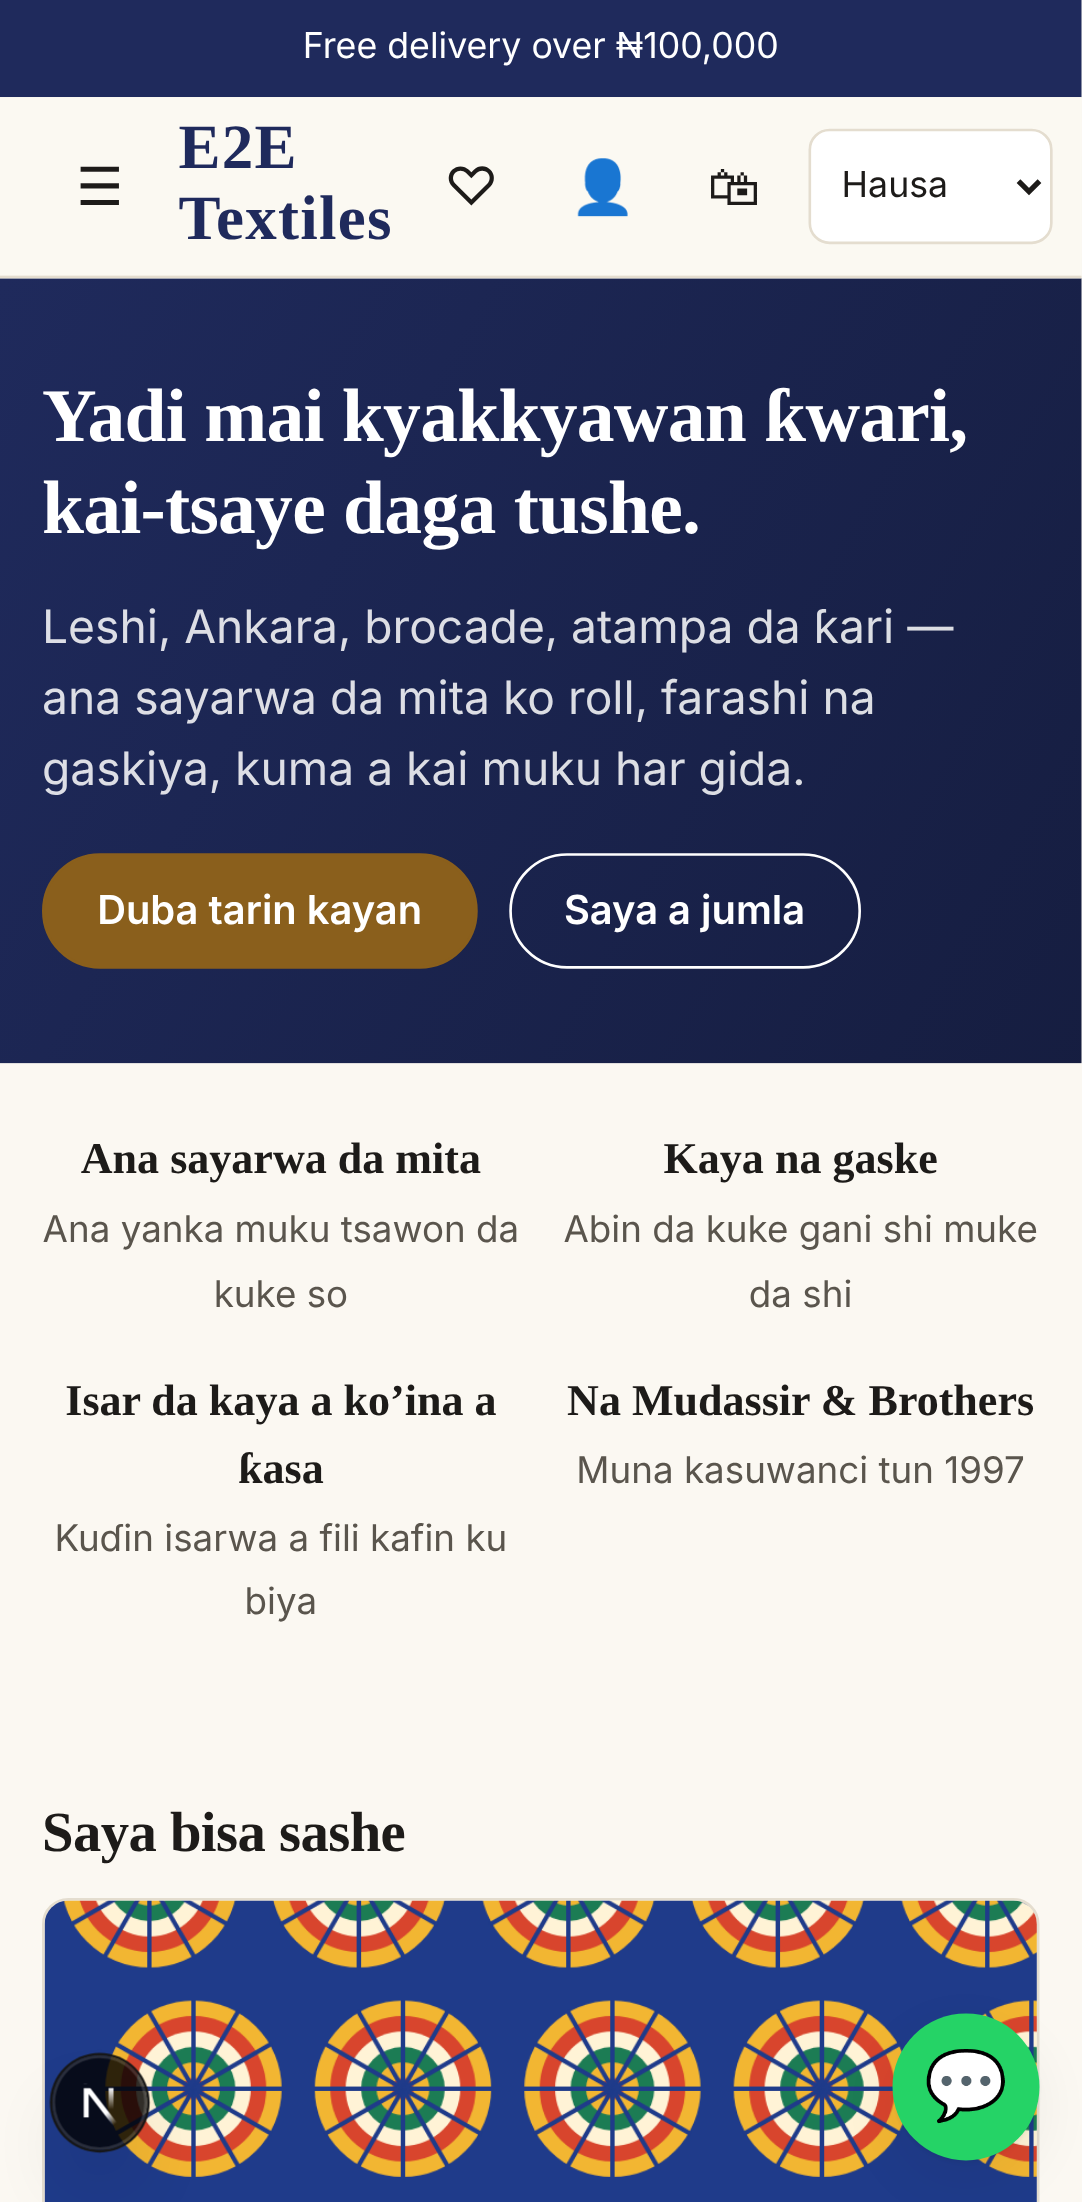 Free delivery over ₦100,000
E2E
Textiles
Hausa
Yadi mai kyakkyawan ƙwari,
kai-tsaye daga tushe.
Leshi, Ankara, brocade, atampa da ƙari —
ana sayarwa da mita ko roll, farashi na
gaskiya, kuma a kai muku har gida.
Duba tarin kayan
Saya a jumla
Ana sayarwa da mita
Ana yanka muku tsawon da
kuke so
Kaya na gaske
Abin da kuke gani shi muke
da shi
Isar da kaya a ko’ina a
ƙasa
Kuɗin isarwa a fili kafin ku
biya
Na Mudassir & Brothers
Muna kasuwanci tun 1997
Saya bisa sashe
N